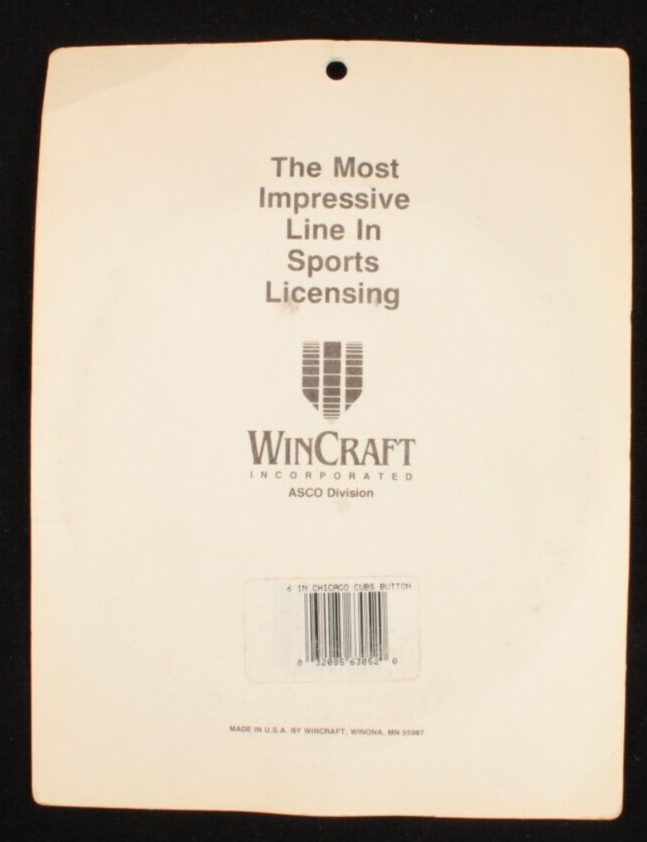 The Most
Impressive
Line In
Sports
Licensing
WINCRAFT
INCORPORATED
ASCO Division
6 IN CHICAGO CUBS BUTTON
0 32085 63052 0
MADE IN U.S.A. BY WINCRAFT, WINONA, MN 55987